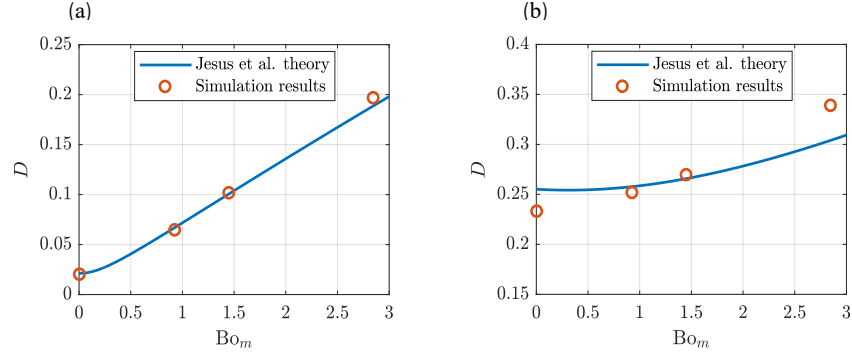 (a)
0.25
0.2
0.15
0.1
0.05
0
D
0
0.5
1
1.5
2
2.5
3
Bo_m
Jesus et al. theory
Simulation results
(b)
0.4
0.35
0.3
0.25
0.2
0.15
D
0
0.5
1
1.5
2
2.5
3
Bo_m
Jesus et al. theory
Simulation results